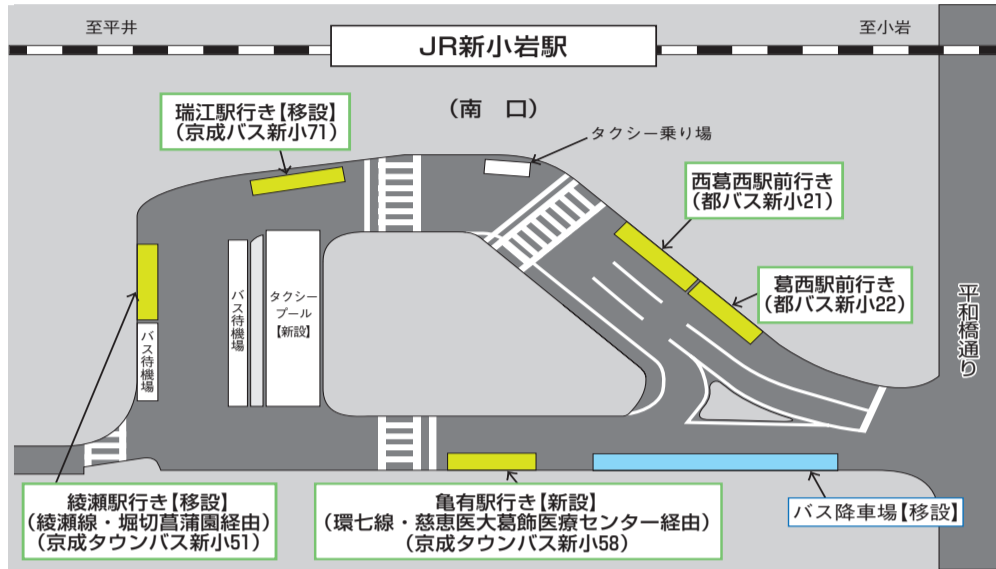 至平井
JR新小岩駅
至小岩
（南　口）
瑞江駅行き【移設】
（京成バス新小71）
タクシー乗り場
西葛西駅前行き
（都バス新小21）
葛西駅前行き
（都バス新小22）
平和橋通り
バス待機場
タクシー
プール
【新設】
バス待機場
綾瀬駅行き【移設】
（綾瀬線・堀切菖蒲園経由）
（京成タウンバス新小51）
亀有駅行き【新設】
（環七線・慈恵医大葛飾医療センター経由）
（京成タウンバス新小58）
バス降車場【移設】